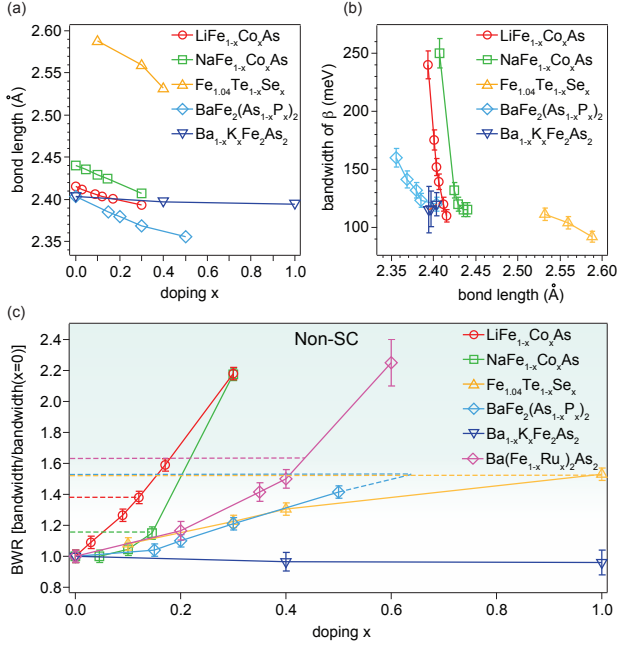 (a)
2.60
2.55
2.50
2.45
2.40
2.35
bond length (Å)
0.0 0.2 0.4 0.6 0.8 1.0
doping x
LiFe₁₋ₓCoₓAs
NaFe₁₋ₓCoₓAs
Fe₁.₀₄Te₁₋ₓSeₓ
BaFe₂(As₁₋ₓPₓ)₂
Ba₁₋ₓKₓFe₂As₂
(b)
250
200
150
100
bandwidth of β (meV)
2.35 2.40 2.45 2.50 2.55 2.60
bond length (Å)
LiFe₁₋ₓCoₓAs
NaFe₁₋ₓCoₓAs
Fe₁.₀₄Te₁₋ₓSeₓ
BaFe₂(As₁₋ₓPₓ)₂
Ba₁₋ₓKₓFe₂As₂
(c)
2.4
2.2
2.0
1.8
1.6
1.4
1.2
1.0
0.8
BWR [bandwidth/bandwidth(x=0)]
0.0 0.2 0.4 0.6 0.8 1.0
doping x
Non-SC
LiFe₁₋ₓCoₓAs
NaFe₁₋ₓCoₓAs
Fe₁.₀₄Te₁₋ₓSeₓ
BaFe₂(As₁₋ₓPₓ)₂
Ba₁₋ₓKₓFe₂As₂
Ba(Fe₁₋ₓRuₓ)₂As₂